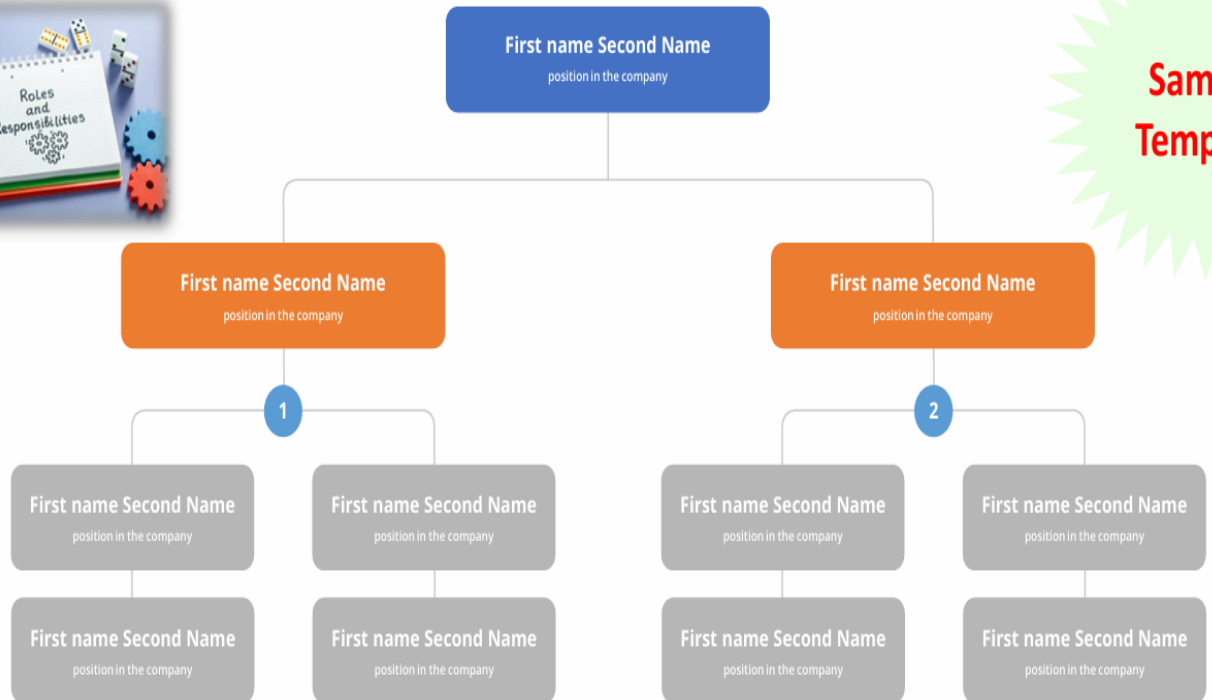 First name Second Name
position in the company
Roles
and
Responsibilities
Sam
Temp
First name Second Name
position in the company
First name Second Name
position in the company
1
2
First name Second Name
position in the company
First name Second Name
position in the company
First name Second Name
position in the company
First name Second Name
position in the company
First name Second Name
position in the company
First name Second Name
position in the company
First name Second Name
position in the company
First name Second Name
position in the company